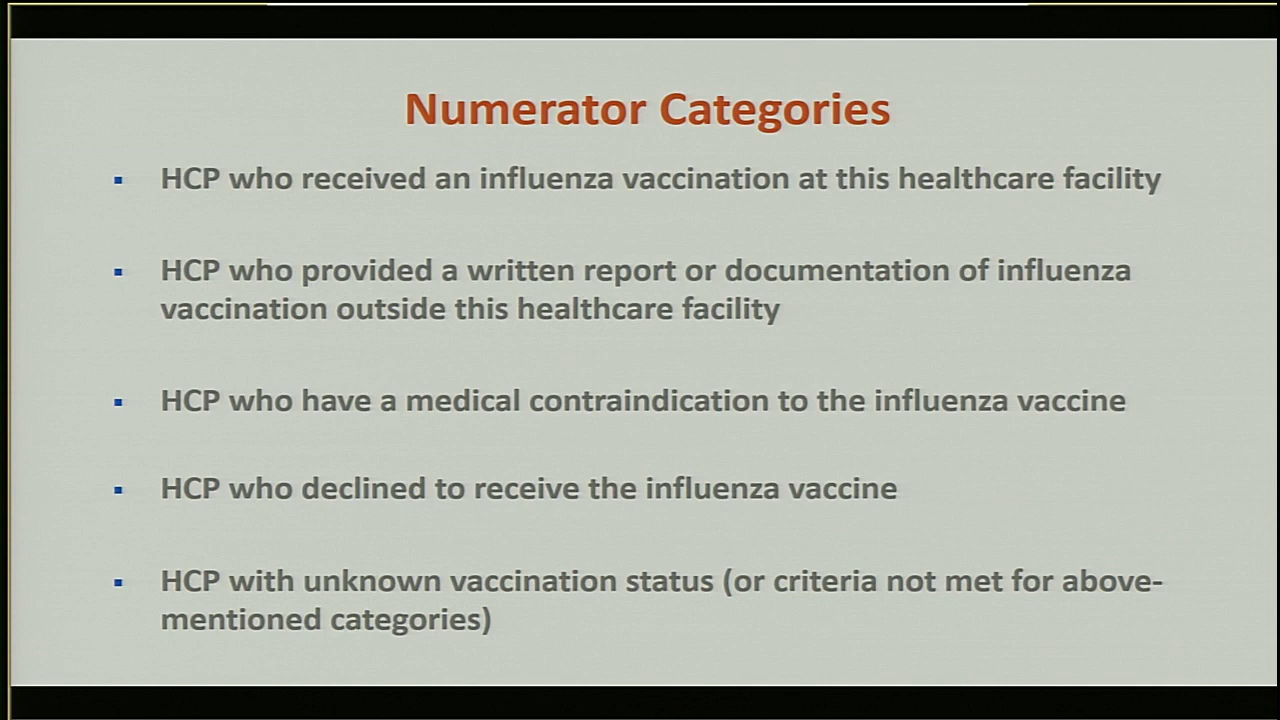 Numerator Categories
▪ HCP who received an influenza vaccination at this healthcare facility
▪ HCP who provided a written report or documentation of influenza
vaccination outside this healthcare facility
▪ HCP who have a medical contraindication to the influenza vaccine
▪ HCP who declined to receive the influenza vaccine
▪ HCP with unknown vaccination status (or criteria not met for above-
mentioned categories)